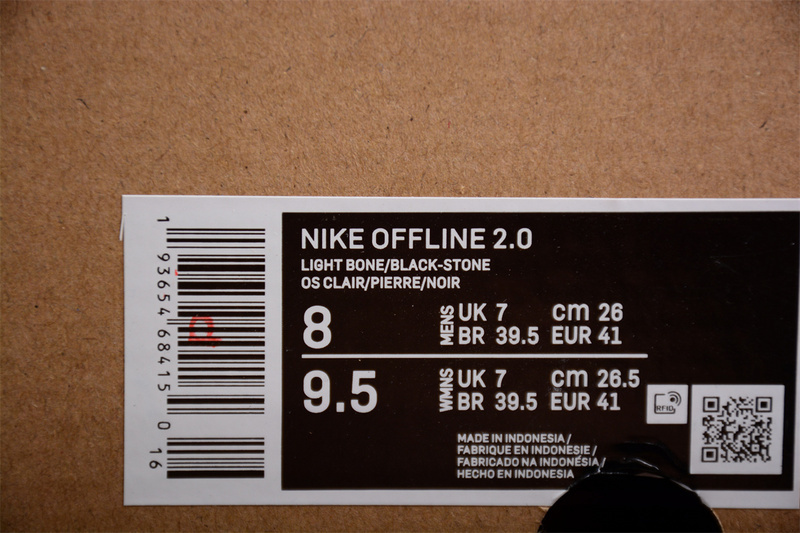 1 93654 68415 0 16
NIKE OFFLINE 2.0
LIGHT BONE/BLACK-STONE
OS CLAIR/PIERRE/NOIR
8 MENS UK 7 cm 26
BR 39.5 EUR 41
9.5 WMNS UK 7 cm 26.5
BR 39.5 EUR 41
RFID
MADE IN INDONESIA /
FABRIQUE EN INDONESIE /
FABRICADO NA INDONÉSIA /
HECHO EN INDONESIA